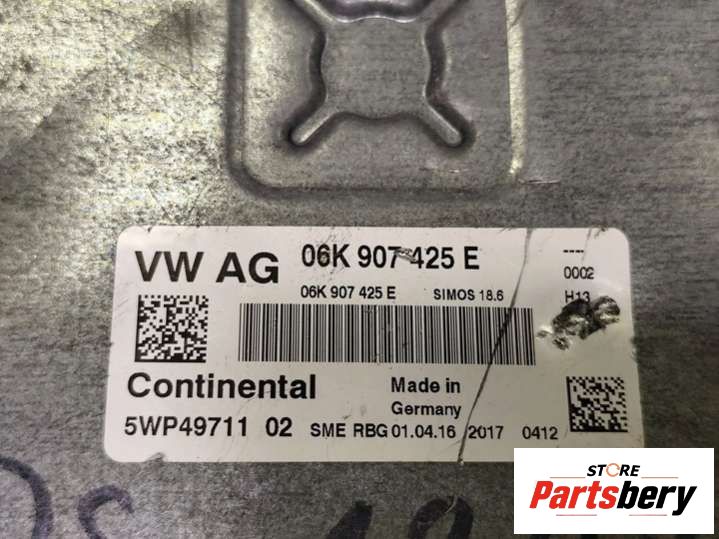 VW AG 06K 907 425 E ----
0002
06K 907 425 E SIMOS 18.6 H13
Continental Made in
Germany
5WP49711 02 SME RBG 01.04.16 2017 0412
STORE
Partsbery